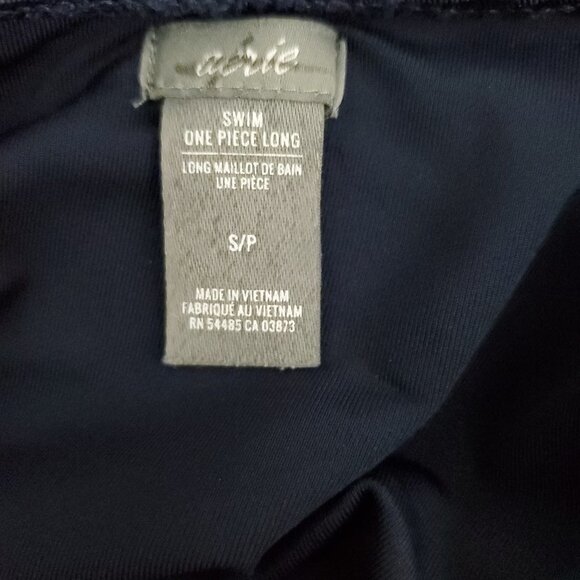 aerie
SWIM
ONE PIECE LONG
LONG MAILLOT DE BAIN
UNE PIÈCE
S/P
MADE IN VIETNAM
FABRIQUÉ AU VIETNAM
RN 54485 CA 03873